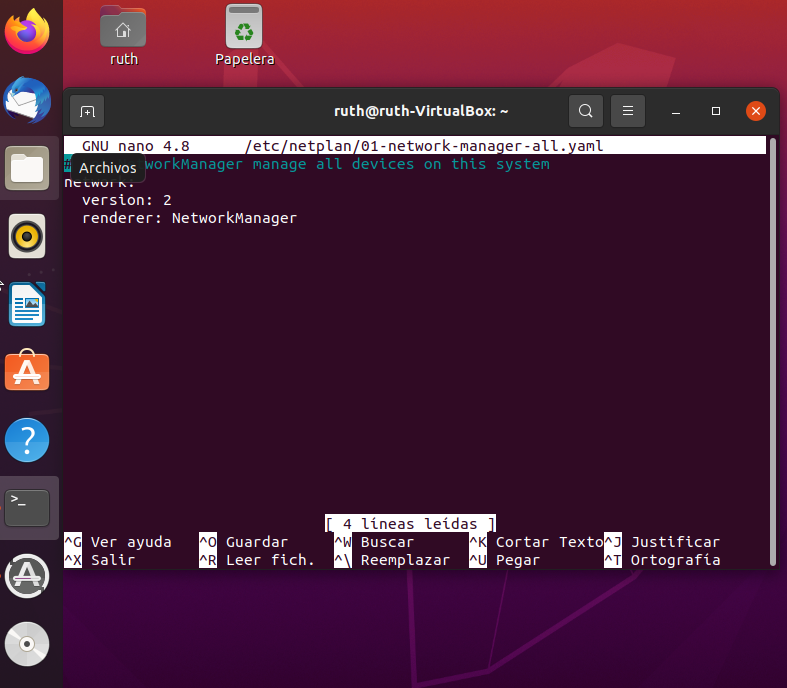 ruth
Papelera
ruth@ruth-VirtualBox: ~
GNU nano 4.8 /etc/netplan/01-network-manager-all.yaml
# workManager manage all devices on this system
Archivos
network:
version: 2
renderer: NetworkManager
[ 4 líneas leídas ]
^G Ver ayuda ^O Guardar ^W Buscar ^K Cortar Texto ^J Justificar
^X Salir ^R Leer fich. ^\ Reemplazar ^U Pegar ^T Ortografía